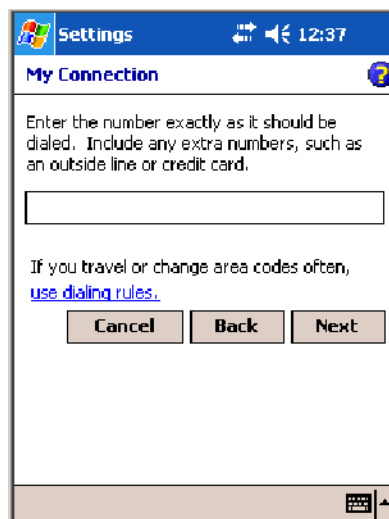 Settings 12:37
My Connection
Enter the number exactly as it should be
dialed. Include any extra numbers, such as
an outside line or credit card.
If you travel or change area codes often,
use dialing rules.
Cancel Back Next